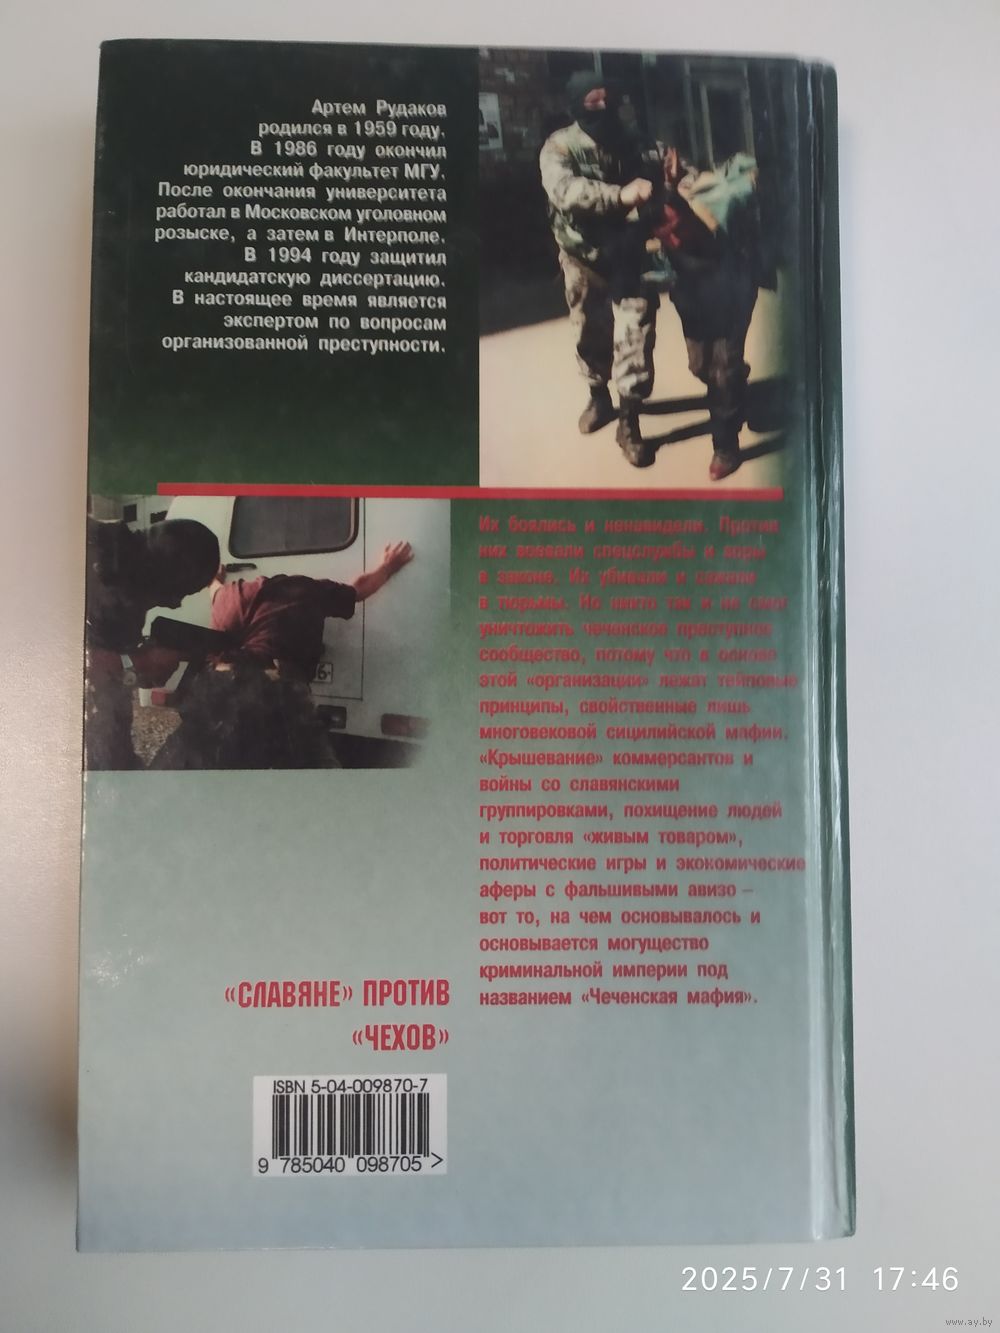 Артем Рудаков
родился в 1959 году.
В 1986 году окончил
юридический факультет МГУ.
После окончания университета
работал в Московском уголовном
розыске, а затем в Интерполе.
В 1994 году защитил
кандидатскую диссертацию.
В настоящее время является
экспертом по вопросам
организованной преступности.
Их боялись и ненавидели. Против
них воевали спецслужбы и воры
в законе. Их убивали и сажали
в тюрьмы. Но никто так и не смог
уничтожить чеченское преступное
сообщество, потому что в основе
этой «организации» лежат тейповые
принципы, свойственные лишь
многовековой сицилийской мафии.
«Крышевание» коммерсантов и
войны со славянскими
группировками, похищение людей
и торговля «живым товаром»,
политические игры и экономические
аферы с фальшивыми авизо –
вот то, на чем основывалось и
основывается могущество
криминальной империи под
названием «Чеченская мафия».
«СЛАВЯНЕ» ПРОТИВ
«ЧЕХОВ»
ISBN 5-04-009870-7
9 785040 098705 >
2025/7/31 17:46
www.ay.by